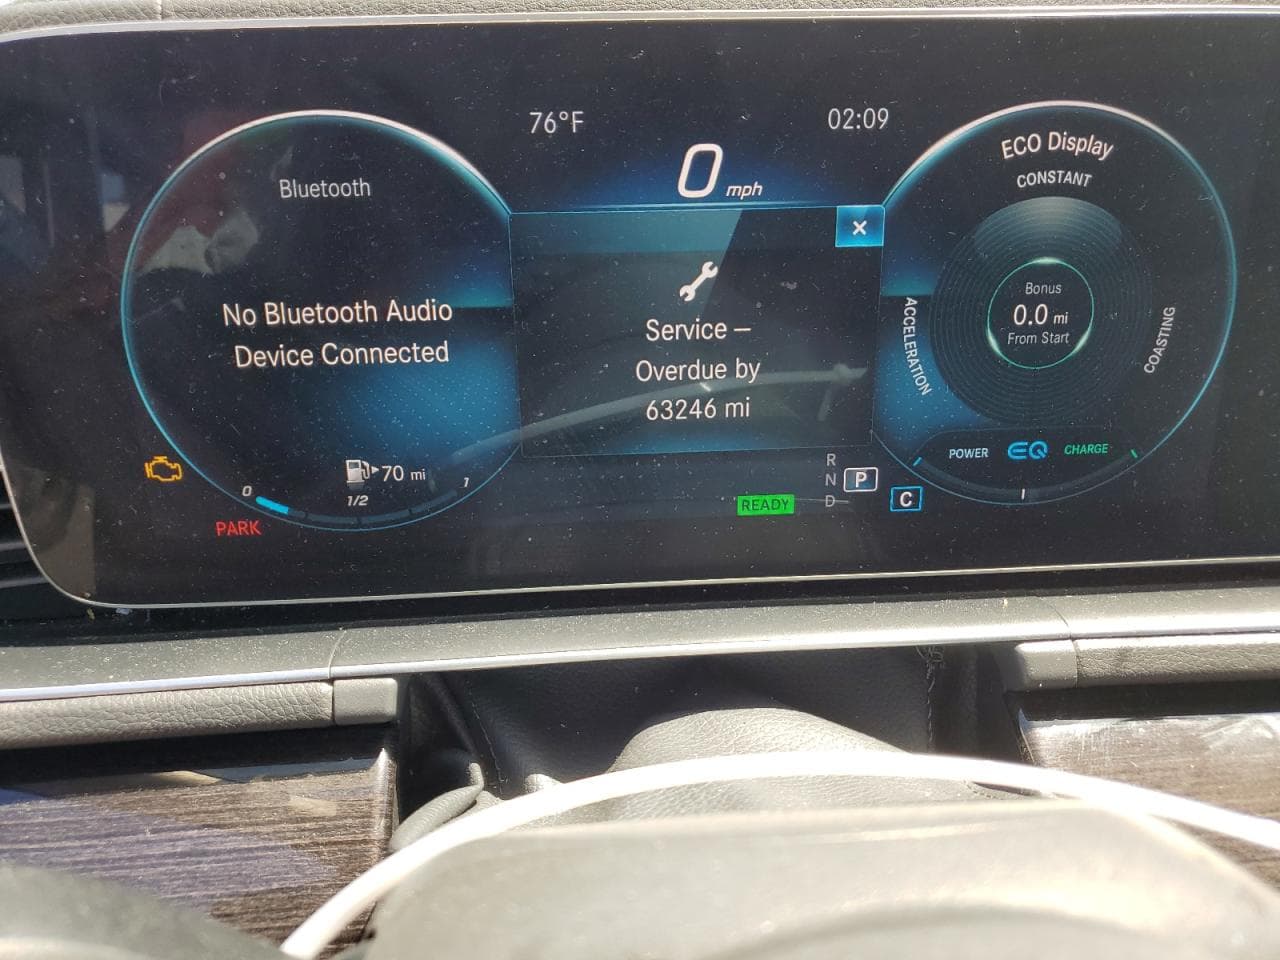 76°F
02:09
0 mph
Bluetooth
No Bluetooth Audio
Device Connected
Service –
Overdue by
63246 mi
ECO Display
CONSTANT
ACCELERATION
COASTING
Bonus
0.0 mi
From Start
POWER
EQ
CHARGE
70 mi
0
1/2
1
PARK
READY
R
N
D
P
C